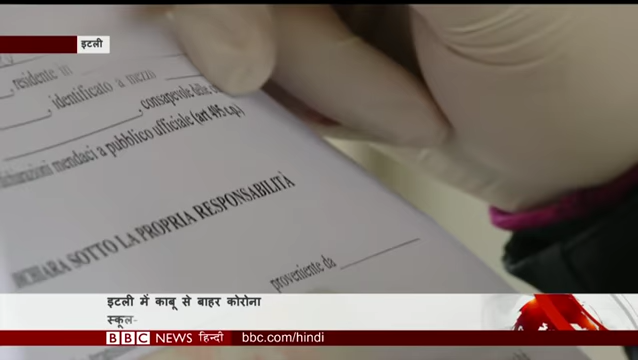 इटली
, residente in
, identificato a mezzo
, consapevole delle
mendaci a pubblico ufficiale (art 495 c.p.)
DICHIARA SOTTO LA PROPRIA RESPONSABILITÀ
proveniente da
इटली में काबू से बाहर कोरोना
स्कूल-
BBC NEWS हिन्दी bbc.com/hindi